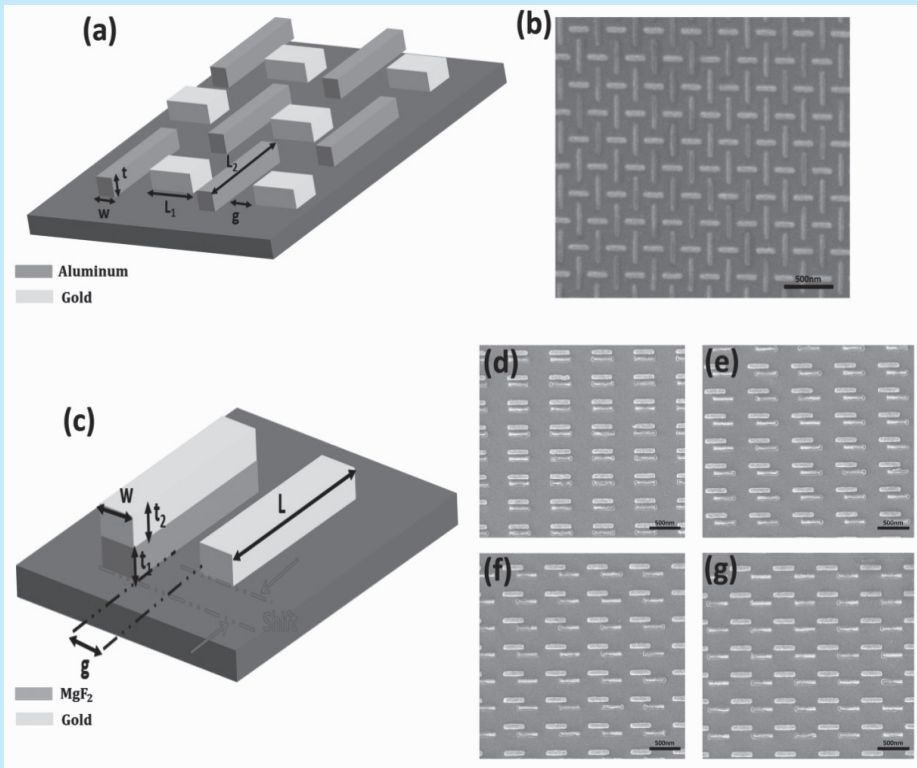 (a)
L₂
t
W
L₁
g
Aluminum
Gold
(b)
500nm
(c)
W
t₂
L
t₁
Shift
g
MgF₂
Gold
(d)
500nm
(e)
500nm
(f)
500nm
(g)
500nm